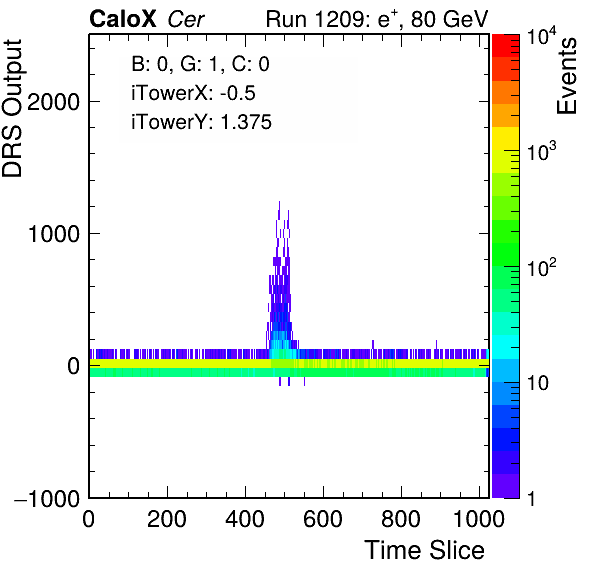 CaloX Cer
Run 1209: e+, 80 GeV
B: 0, G: 1, C: 0
iTowerX: -0.5
iTowerY: 1.375
DRS Output
2000
1000
0
−1000
0
200
400
600
800
1000
Time Slice
Events
10^4
10^3
10^2
10
1